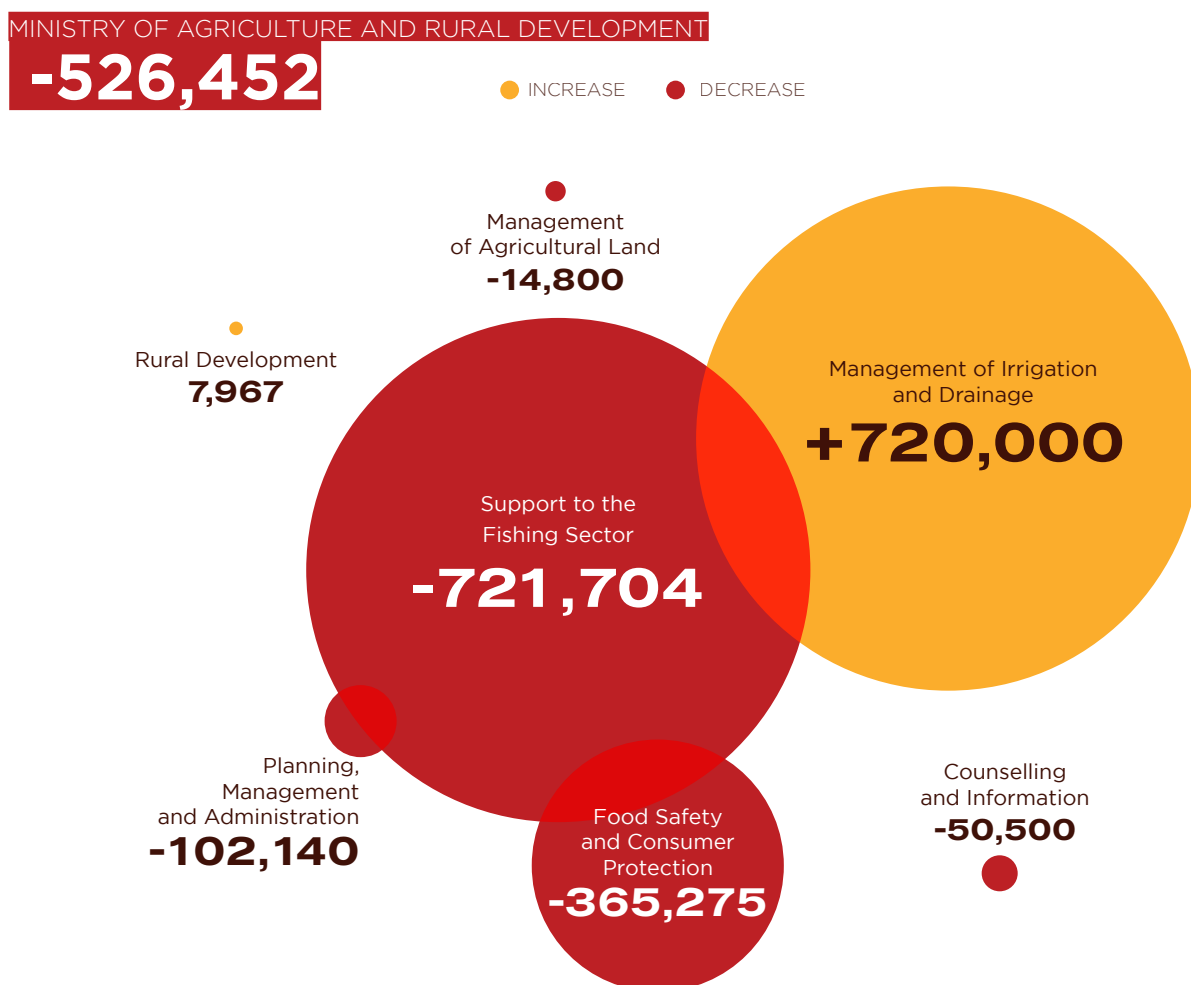 MINISTRY OF AGRICULTURE AND RURAL DEVELOPMENT
-526,452
INCREASE
DECREASE
Management
of Agricultural Land
-14,800
Rural Development
7,967
Management of Irrigation
and Drainage
+720,000
Support to the
Fishing Sector
-721,704
Planning,
Management
and Administration
-102,140
Food Safety
and Consumer
Protection
-365,275
Counselling
and Information
-50,500